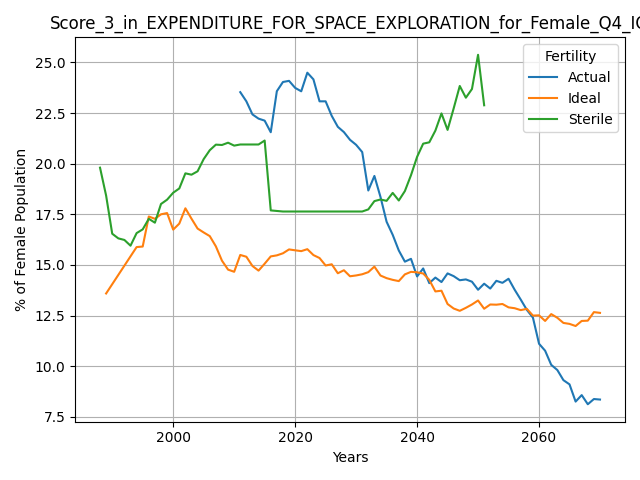 Score_3_in_EXPENDITURE_FOR_SPACE_EXPLORATION_for_Female_Q4_IC
Fertility
Actual
Ideal
Sterile
25.0
22.5
20.0
17.5
15.0
12.5
10.0
7.5
% of Female Population
2000
2020
2040
2060
Years